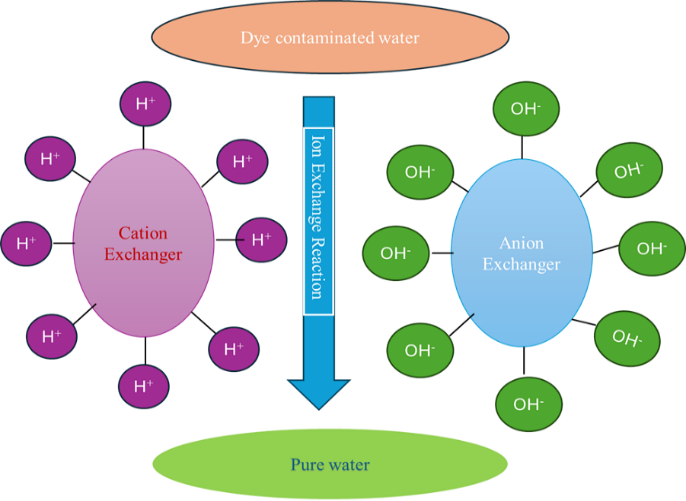 Dye contaminated water
H⁺
H⁺
H⁺
H⁺
H⁺
H⁺
H⁺
H⁺
Cation
Exchanger
Ion Exchange Reaction
OH⁻
OH⁻
OH⁻
OH⁻
OH⁻
OH⁻
OH⁻
OH⁻
Anion
Exchanger
Pure water